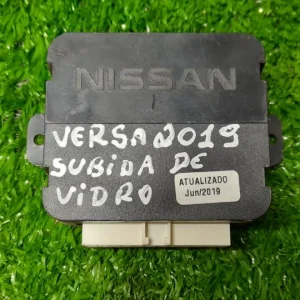 NISSAN
VERSA 2019
SUBIDA DE
VIDRO
ATUALIZADO
Jun/2019